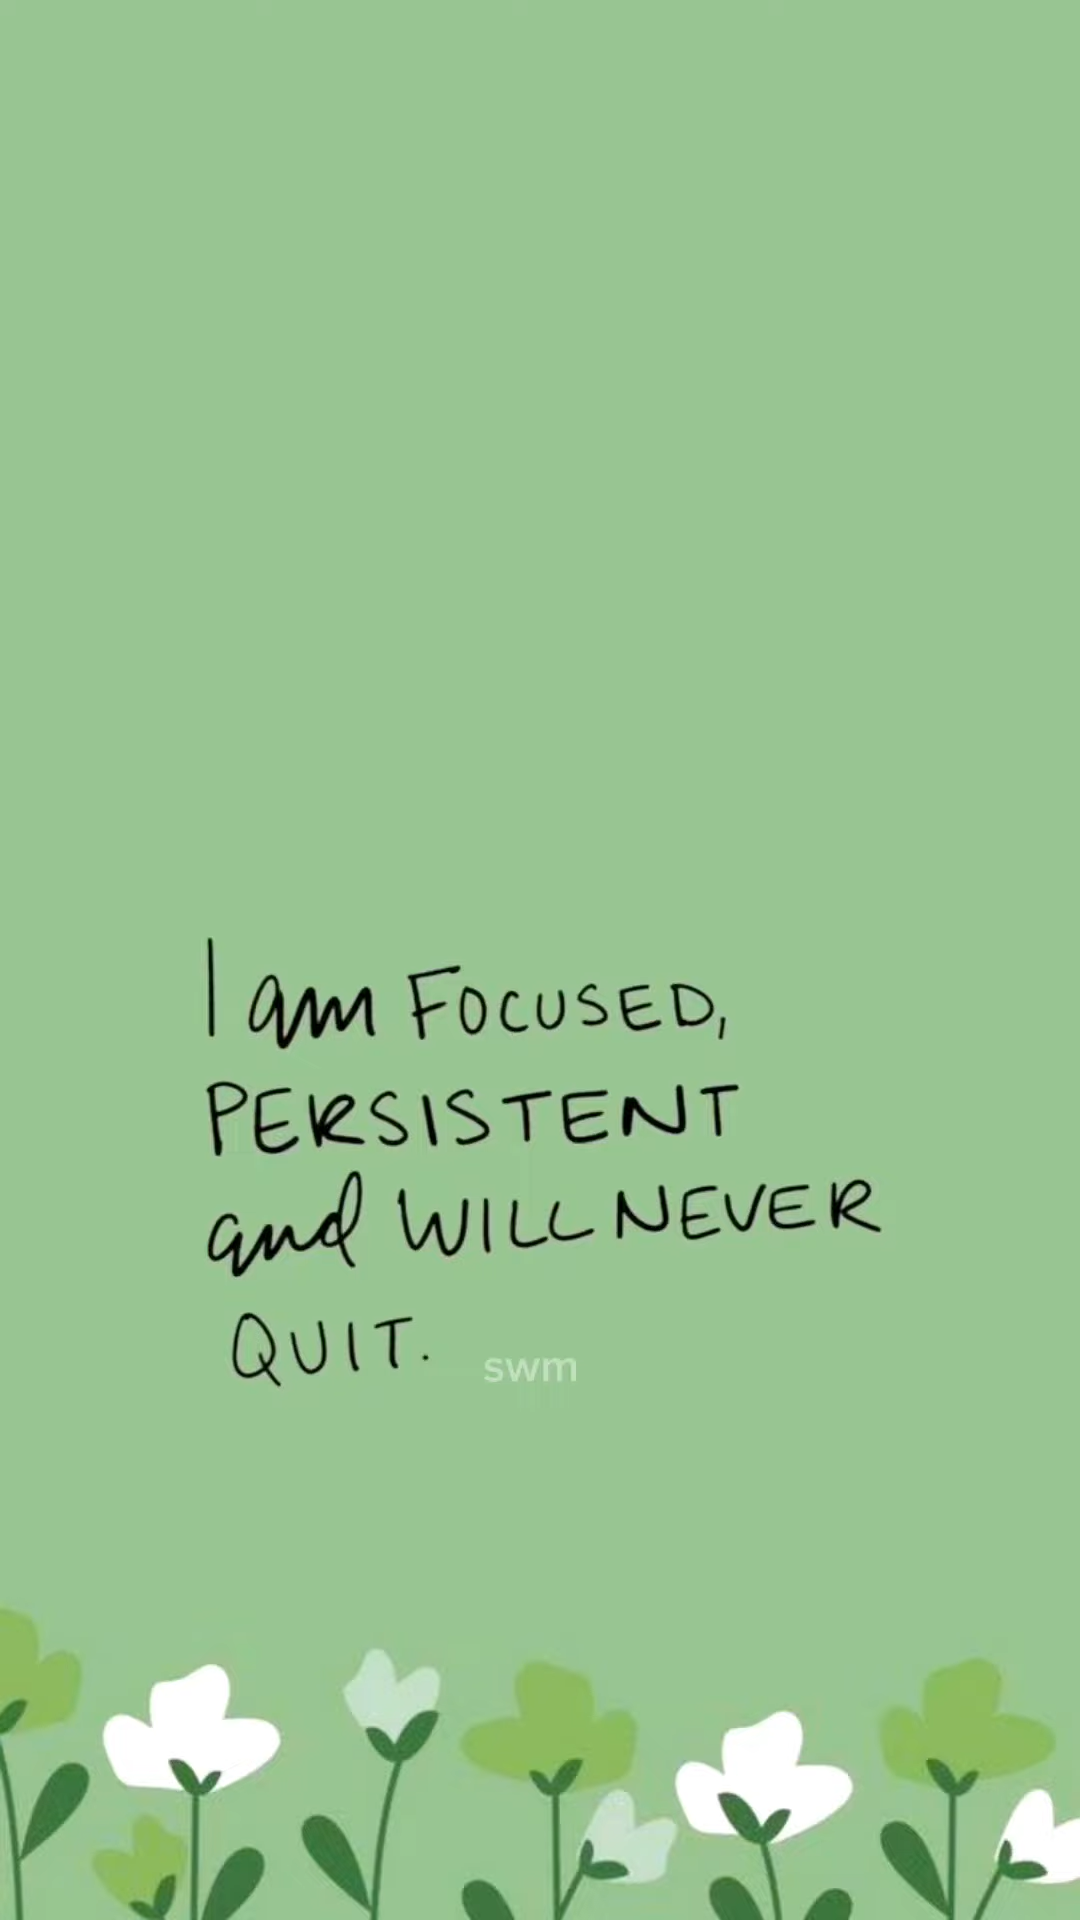 I am FOCUSED,
PERSISTENT
and WILL NEVER
QUIT.
swm